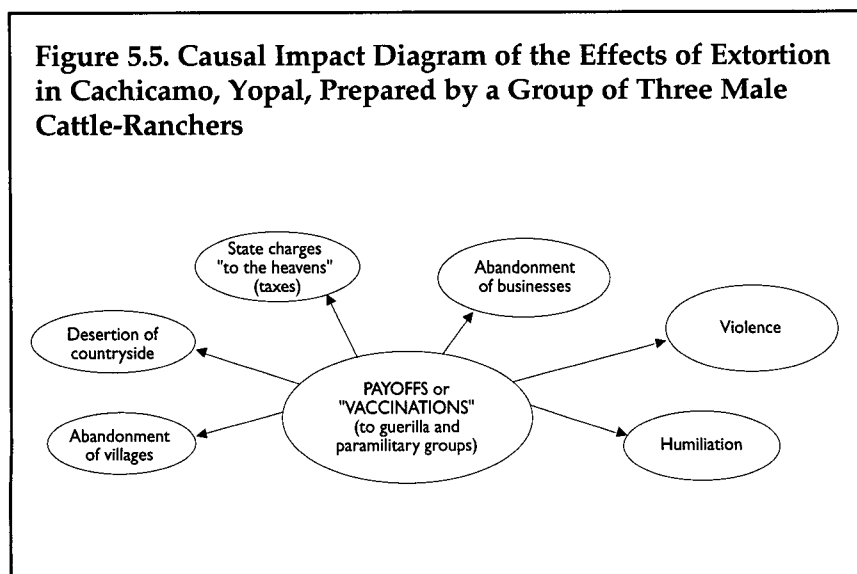 Figure 5.5. Causal Impact Diagram of the Effects of Extortion
in Cachicamo, Yopal, Prepared by a Group of Three Male
Cattle-Ranchers
State charges
"to the heavens"
(taxes)
Abandonment
of businesses
Desertion of
countryside
Violence
PAYOFFS or
"VACCINATIONS"
(to guerilla and
paramilitary groups)
Abandonment
of villages
Humiliation